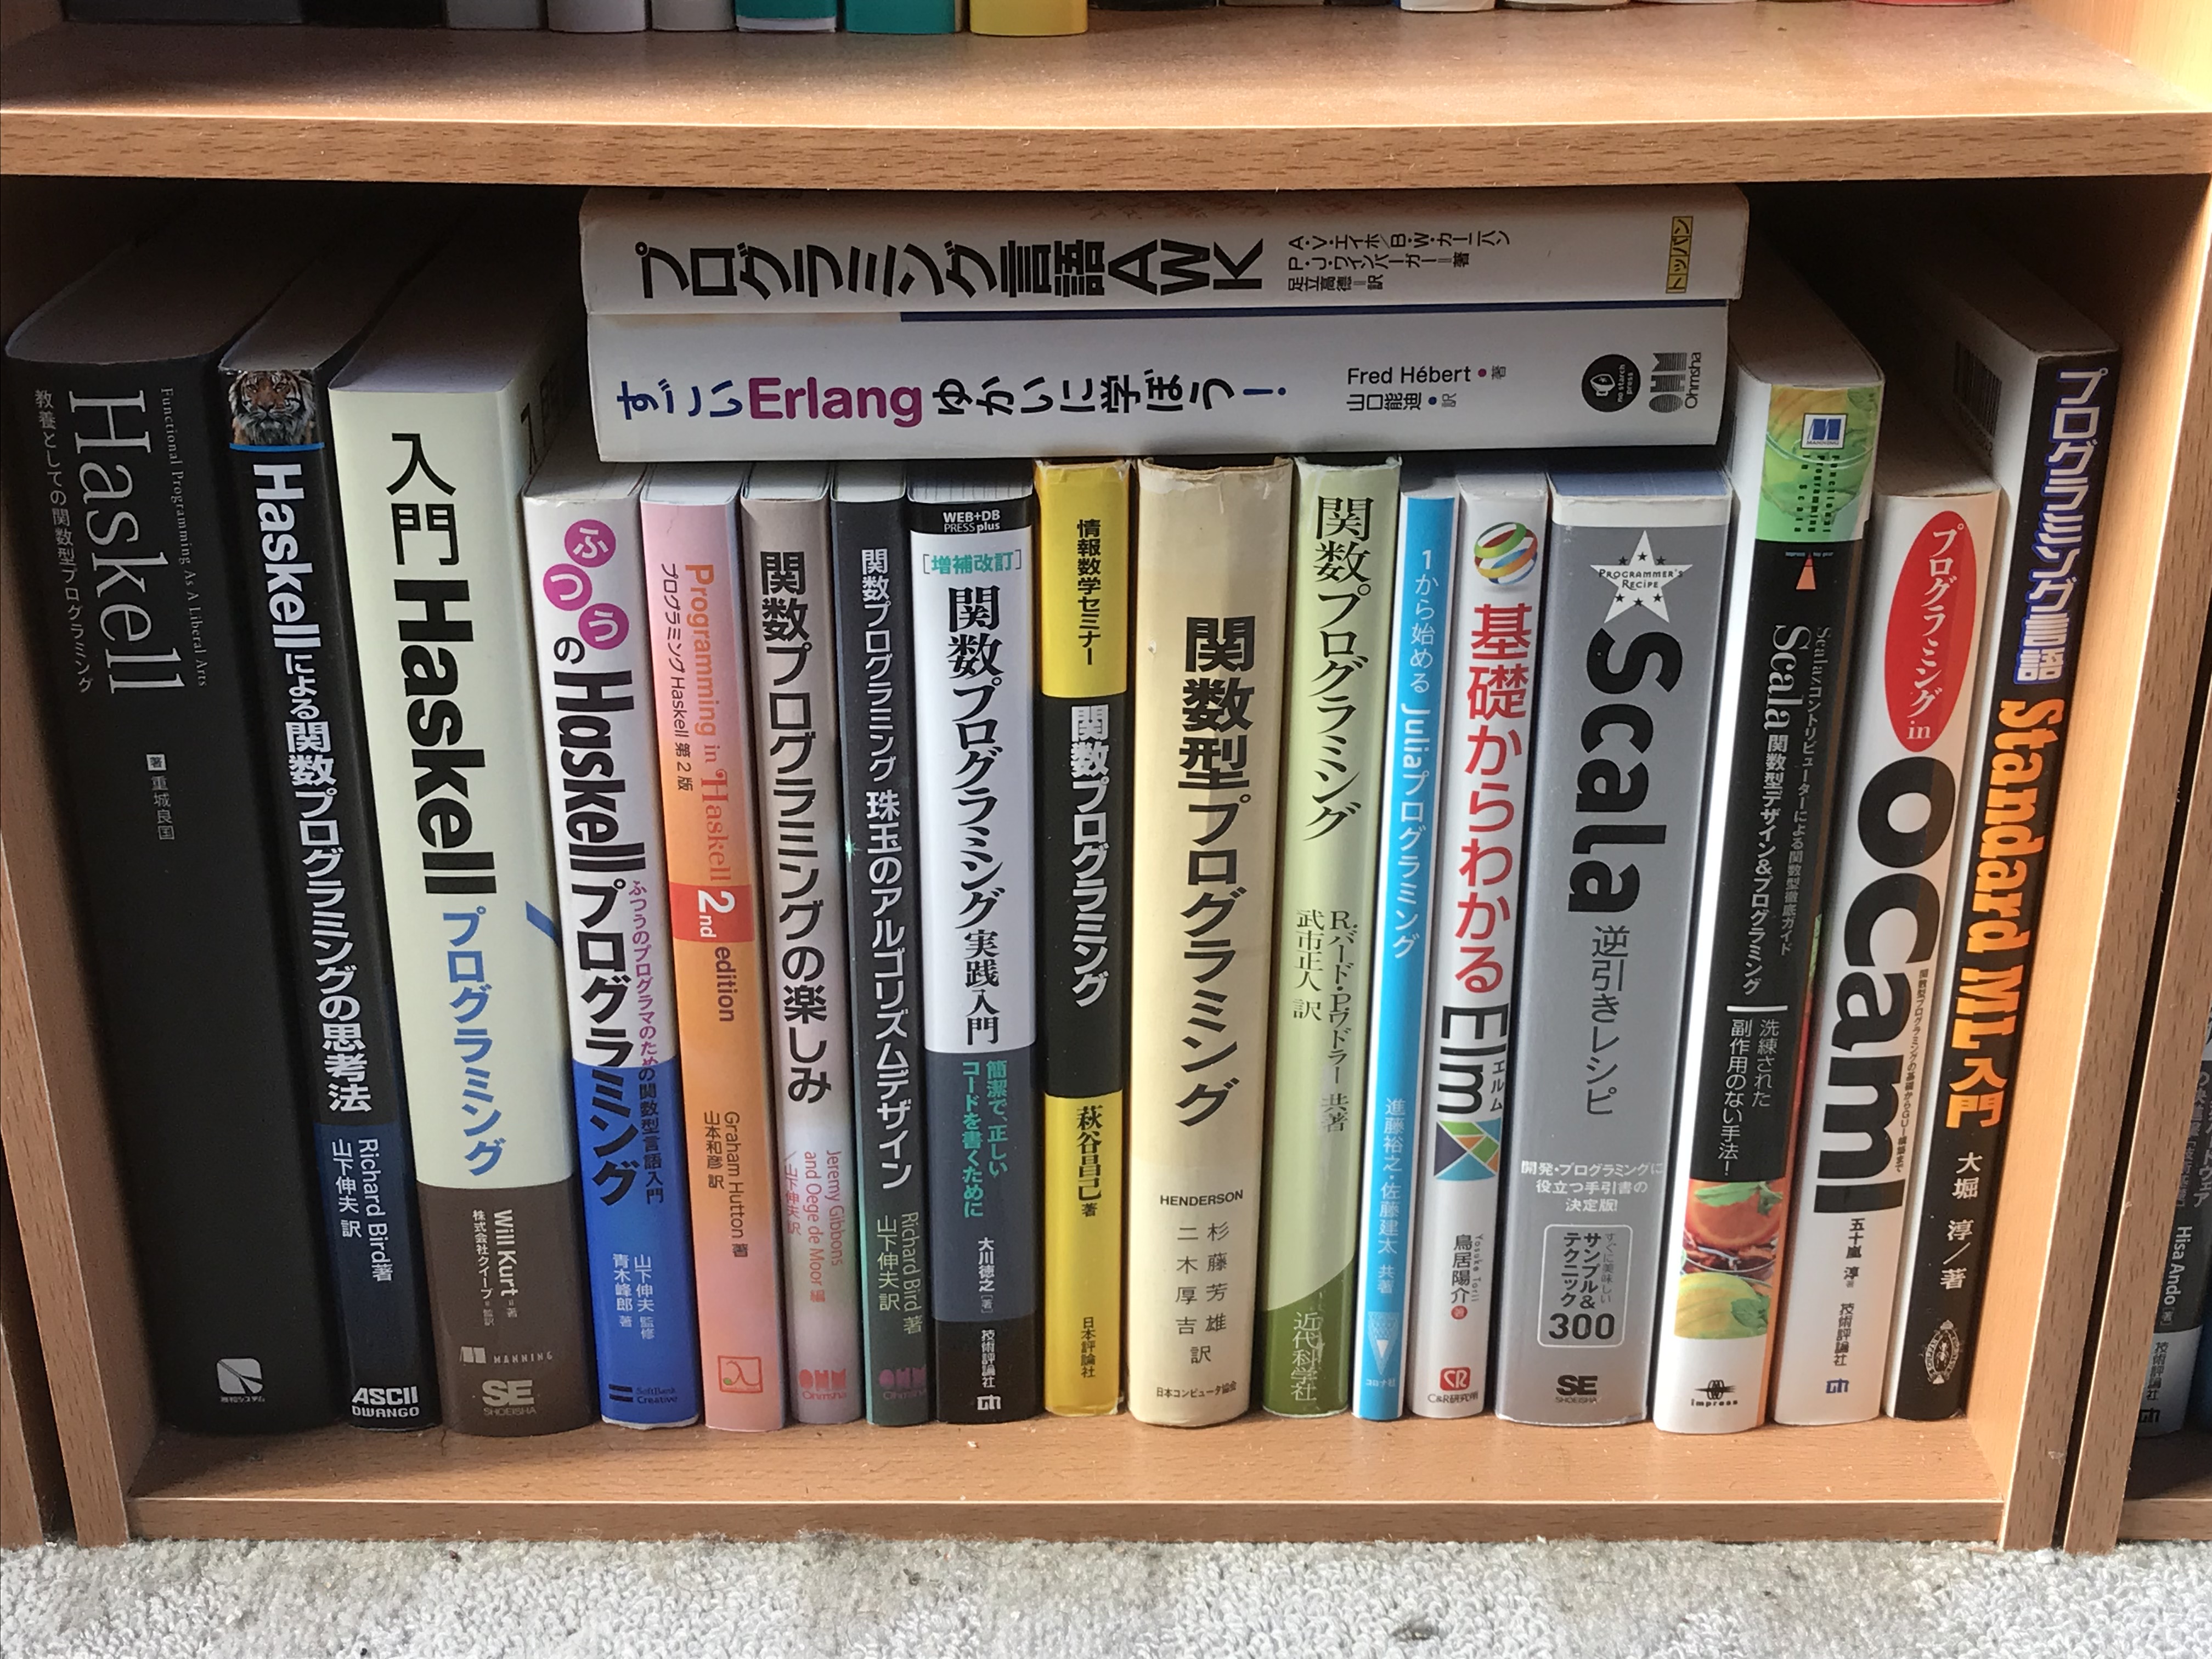 プログラミング言語AWK
A・V・エイホ/B・W・カーニハン
P・J・ワインバーガー=著
足立高徳=訳
トッパン
すごいErlangゆかいに学ぼう!
Fred Hébert・著
山口能迪・訳
no starch press
Ohmsha
Functional Programming As A Liberal Arts
Haskell
教養としての関数型プログラミング
著 重城良国
Haskellによる関数プログラミングの思考法
Richard Bird 著
山下伸夫 訳
ASCII
DWANGO
入門Haskellプログラミング
Will Kurt=著
株式会社クイープ=監訳
MANNING
SE
SHOEISHA
ふつうのHaskellプログラミング
ふつうのプログラマのための関数型言語入門
山下伸夫 監修
青木峰郎 著
SoftBank
Creative
Programming in Haskell 2nd edition
プログラミングHaskell 第2版
Graham Hutton 著
山本和彦 訳
関数プログラミングの楽しみ
Jeremy Gibbons
and Oege de Moor 編
/山下伸夫 訳
OHM
Ohmsha
関数プログラミング 珠玉のアルゴリズムデザイン
Richard Bird 著
山下伸夫 訳
OHM
Ohmsha
WEB+DB
PRESS plus
[増補改訂]
関数プログラミング実践入門
簡潔で、正しい
コードを書くために
大川徳之[著]
技術評論社
情報数学セミナー
関数プログラミング
萩谷昌己 著
日本評論社
関数型プログラミング
HENDERSON
杉藤芳雄
二木厚吉
訳
日本コンピュータ協会
関数プログラミング
R.バード・P.ワドラー 共著
武市正人 訳
近代科学社
1から始める Juliaプログラミング
進藤裕之・佐藤建太 共著
コロナ社
基礎からわかる Elm
エルム
Yosuke Torii
鳥居陽介 著
C&R研究所
PROGRAMMER'S
RECIPE
Scala逆引きレシピ
開発・プログラミングに
役立つ手引書の
決定版!
すぐに美味しい
サンプル&
テクニック
300
SE
SHOEISHA
MANNING
Scalazコントリビューターによる関数型徹底ガイド
Scala関数型デザイン&プログラミング
洗練された
副作用のない手法!
impress
プログラミング in OCaml
関数型プログラミングの基礎からGUI構築まで
五十嵐 淳 著
技術評論社
プログラミング言語 Standard ML入門
大堀 淳/著
Hisa Ando[著]
技術評論社